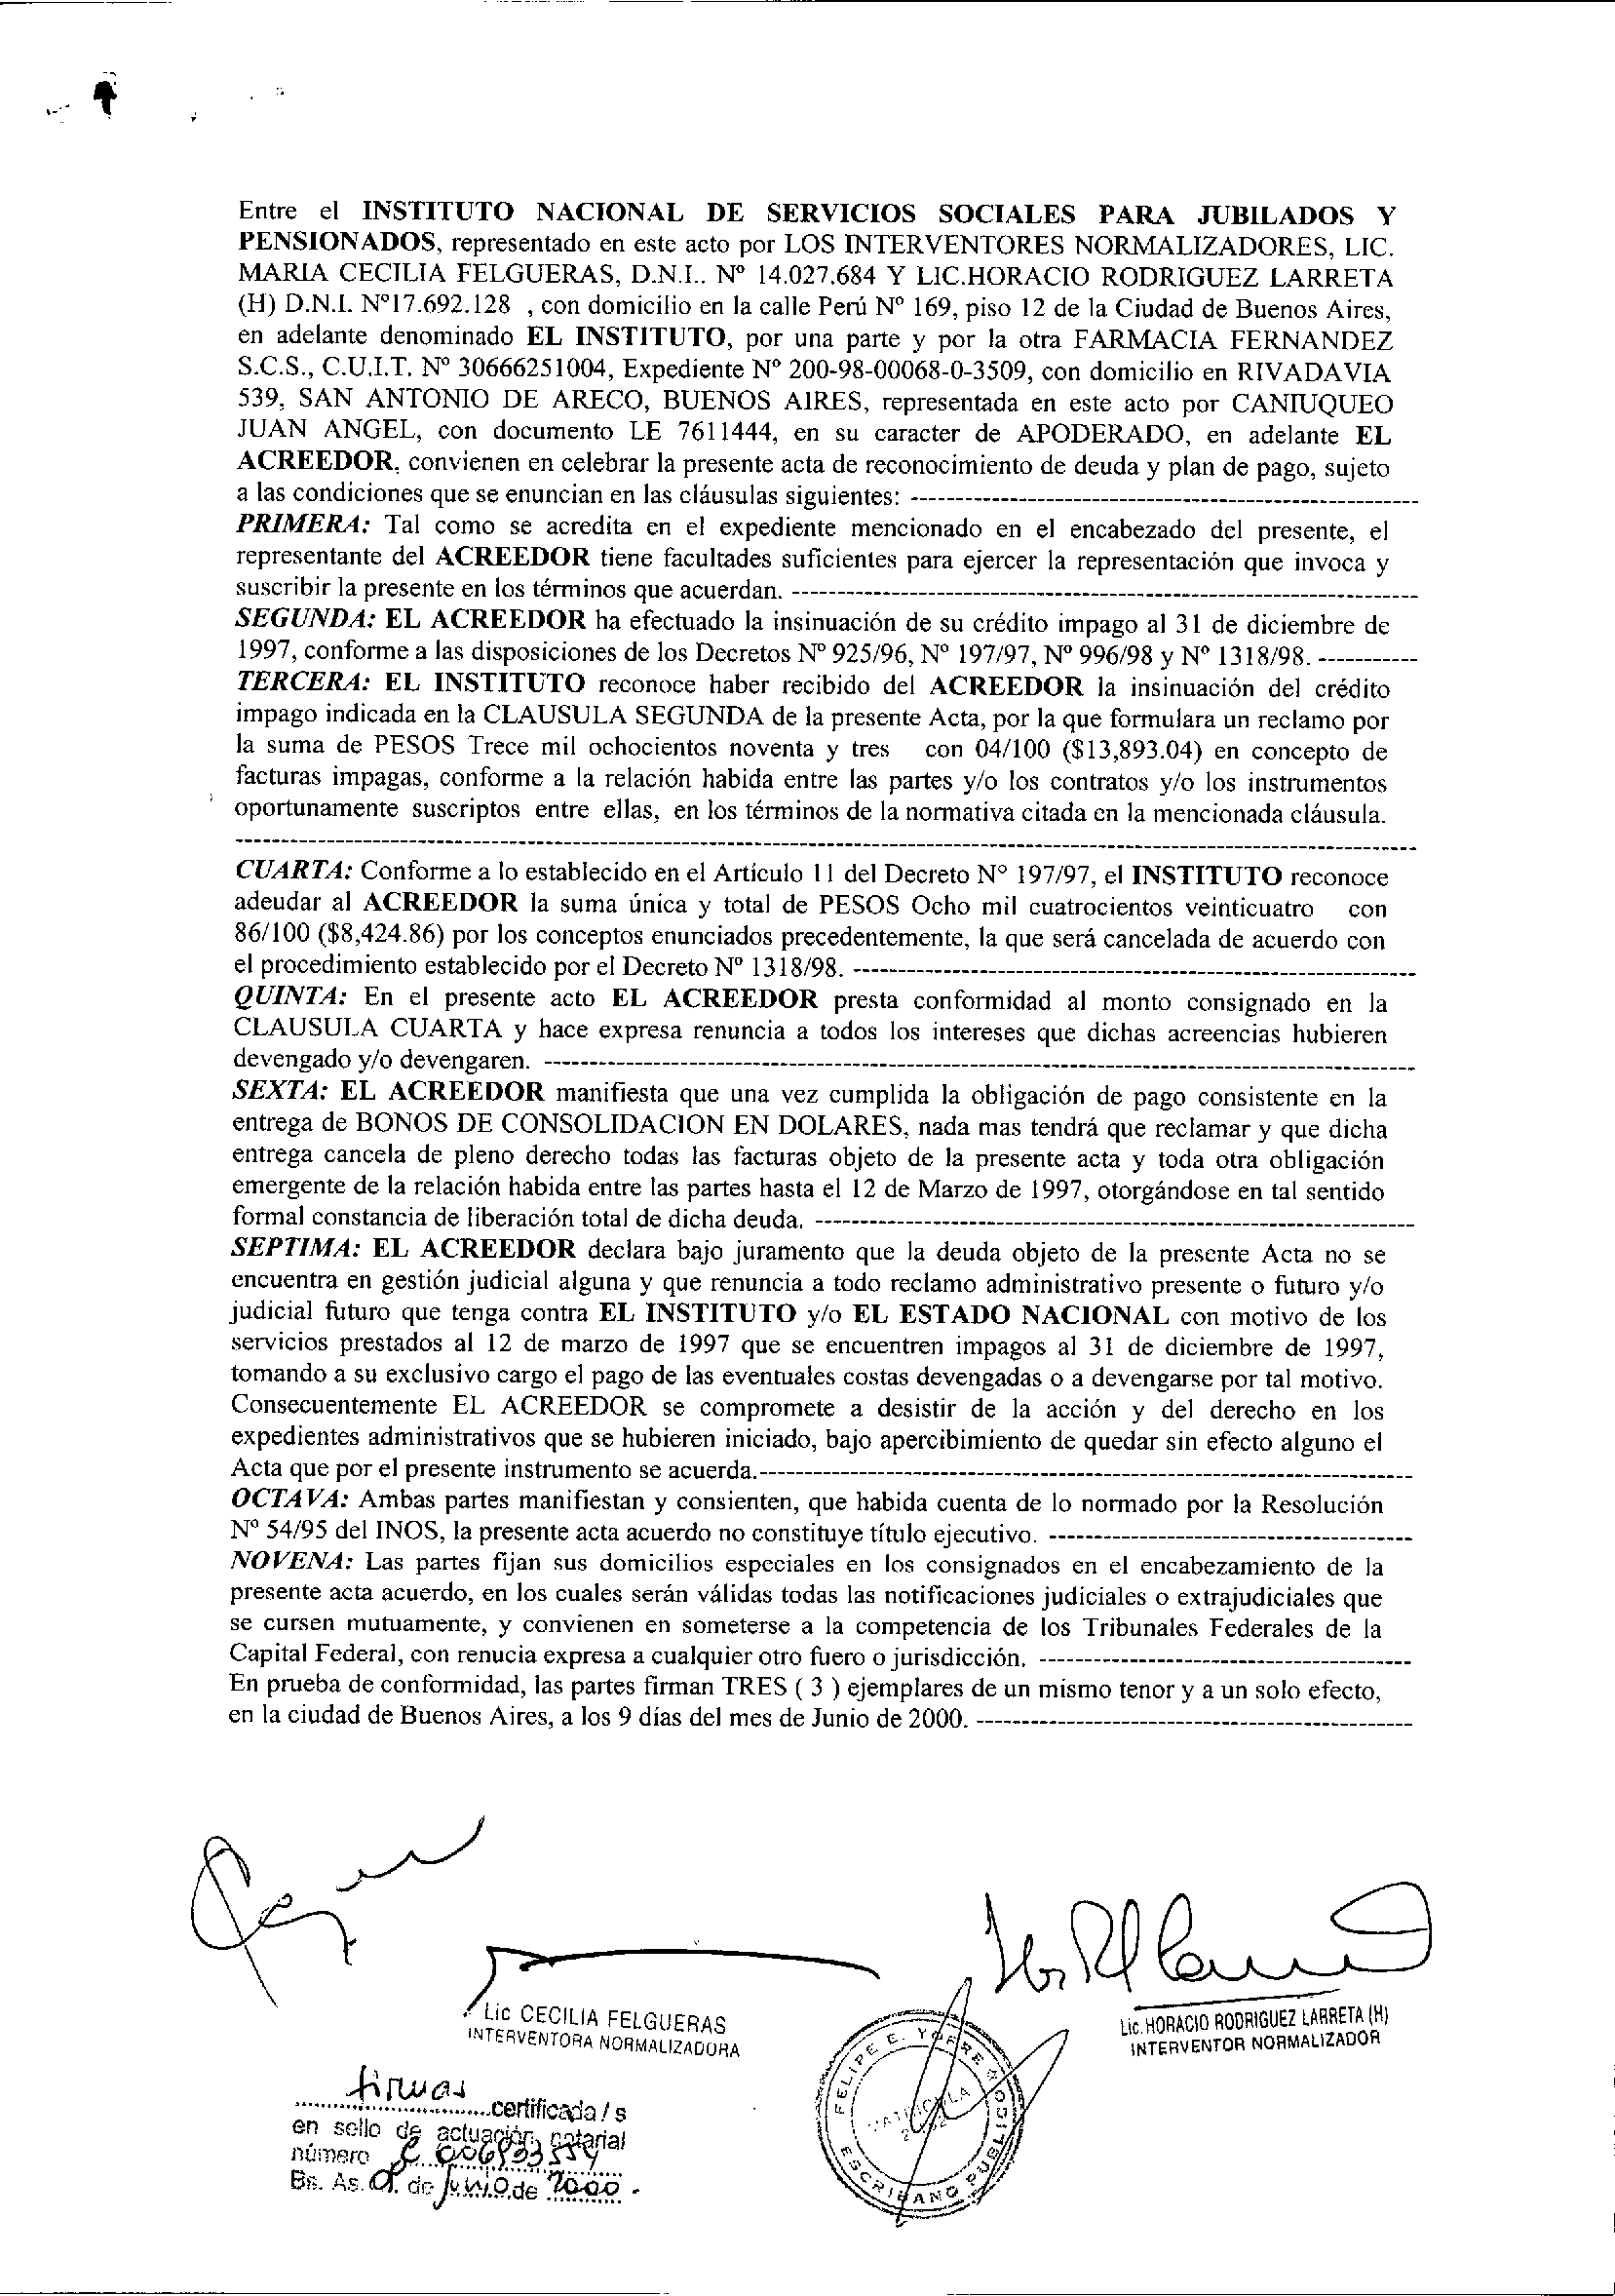 Entre el INSTITUTO NACIONAL DE SERVICIOS SOCIALES PARA JUBILADOS Y
PENSIONADOS, representado en este acto por LOS INTERVENTORES NORMALIZADORES, LIC.
MARIA CECILIA FELGUERAS, D.N.I.. Nº 14.027.684 Y LIC.HORACIO RODRIGUEZ LARRETA
(H) D.N.I. Nº17.692.128 , con domicilio en la calle Perú Nº 169, piso 12 de la Ciudad de Buenos Aires,
en adelante denominado EL INSTITUTO, por una parte y por la otra FARMACIA FERNANDEZ
S.C.S., C.U.I.T. Nº 30666251004, Expediente Nº 200-98-00068-0-3509, con domicilio en RIVADAVIA
539, SAN ANTONIO DE ARECO, BUENOS AIRES, representada en este acto por CANIUQUEO
JUAN ANGEL, con documento LE 7611444, en su caracter de APODERADO, en adelante EL
ACREEDOR, convienen en celebrar la presente acta de reconocimiento de deuda y plan de pago, sujeto
a las condiciones que se enuncian en las cláusulas siguientes: ---------------------------------------------------------
PRIMERA: Tal como se acredita en el expediente mencionado en el encabezado del presente, el
representante del ACREEDOR tiene facultades suficientes para ejercer la representación que invoca y
suscribir la presente en los términos que acuerdan. ----------------------------------------------------------------------
SEGUNDA: EL ACREEDOR ha efectuado la insinuación de su crédito impago al 31 de diciembre de
1997, conforme a las disposiciones de los Decretos Nº 925/96, Nº 197/97, Nº 996/98 y Nº 1318/98. -----------
TERCERA: EL INSTITUTO reconoce haber recibido del ACREEDOR la insinuación del crédito
impago indicada en la CLAUSULA SEGUNDA de la presente Acta, por la que formulara un reclamo por
la suma de PESOS Trece mil ochocientos noventa y tres con 04/100 ($13,893.04) en concepto de
facturas impagas, conforme a la relación habida entre las partes y/o los contratos y/o los instrumentos
oportunamente suscriptos entre ellas, en los términos de la normativa citada en la mencionada cláusula.
------------------------------------------------------------------------------------------------------------------------------------
CUARTA: Conforme a lo establecido en el Artículo 11 del Decreto Nº 197/97, el INSTITUTO reconoce
adeudar al ACREEDOR la suma única y total de PESOS Ocho mil cuatrocientos veinticuatro con
86/100 ($8,424.86) por los conceptos enunciados precedentemente, la que será cancelada de acuerdo con
el procedimiento establecido por el Decreto Nº 1318/98. ---------------------------------------------------------------
QUINTA: En el presente acto EL ACREEDOR presta conformidad al monto consignado en la
CLAUSULA CUARTA y hace expresa renuncia a todos los intereses que dichas acreencias hubieren
devengado y/o devengaren. -------------------------------------------------------------------------------------------------
SEXTA: EL ACREEDOR manifiesta que una vez cumplida la obligación de pago consistente en la
entrega de BONOS DE CONSOLIDACION EN DOLARES, nada mas tendrá que reclamar y que dicha
entrega cancela de pleno derecho todas las facturas objeto de la presente acta y toda otra obligación
emergente de la relación habida entre las partes hasta el 12 de Marzo de 1997, otorgándose en tal sentido
formal constancia de liberación total de dicha deuda. -------------------------------------------------------------------
SEPTIMA: EL ACREEDOR declara bajo juramento que la deuda objeto de la presente Acta no se
encuentra en gestión judicial alguna y que renuncia a todo reclamo administrativo presente o futuro y/o
judicial futuro que tenga contra EL INSTITUTO y/o EL ESTADO NACIONAL con motivo de los
servicios prestados al 12 de marzo de 1997 que se encuentren impagos al 31 de diciembre de 1997,
tomando a su exclusivo cargo el pago de las eventuales costas devengadas o a devengarse por tal motivo.
Consecuentemente EL ACREEDOR se compromete a desistir de la acción y del derecho en los
expedientes administrativos que se hubieren iniciado, bajo apercibimiento de quedar sin efecto alguno el
Acta que por el presente instrumento se acuerda.-------------------------------------------------------------------------
OCTAVA: Ambas partes manifiestan y consienten, que habida cuenta de lo normado por la Resolución
Nº 54/95 del INOS, la presente acta acuerdo no constituye título ejecutivo. -----------------------------------------
NOVENA: Las partes fijan sus domicilios especiales en los consignados en el encabezamiento de la
presente acta acuerdo, en los cuales serán válidas todas las notificaciones judiciales o extrajudiciales que
se cursen mutuamente, y convienen en someterse a la competencia de los Tribunales Federales de la
Capital Federal, con renucia expresa a cualquier otro fuero o jurisdicción. ------------------------------------------
En prueba de conformidad, las partes firman TRES ( 3 ) ejemplares de un mismo tenor y a un solo efecto,
en la ciudad de Buenos Aires, a los 9 días del mes de Junio de 2000. -------------------------------------------------
Lic CECILIA FELGUERAS
INTERVENTORA NORMALIZADORA
Lic. HORACIO RODRIGUEZ LARRETA (H)
INTERVENTOR NORMALIZADOR
FELIPE E. YOFRE
ESCRIBANO PUBLICO
MATRICULA
firmas
certificada/s
en sello de actuación notarial
número
Bs. As. 9. de Junio de 2000.